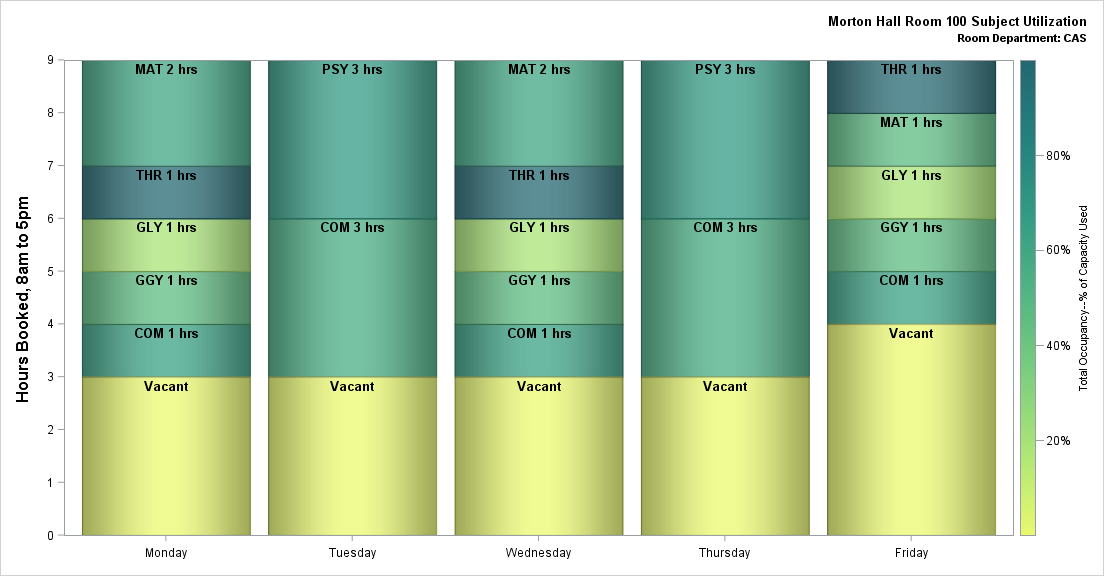 Morton Hall Room 100 Subject Utilization
Room Department: CAS
Hours Booked, 8am to 5pm
9
8
7
6
5
4
3
2
1
0
MAT 2 hrs
THR 1 hrs
GLY 1 hrs
GGY 1 hrs
COM 1 hrs
Vacant
Monday
PSY 3 hrs
COM 3 hrs
Vacant
Tuesday
MAT 2 hrs
THR 1 hrs
GLY 1 hrs
GGY 1 hrs
COM 1 hrs
Vacant
Wednesday
PSY 3 hrs
COM 3 hrs
Vacant
Thursday
THR 1 hrs
MAT 1 hrs
GLY 1 hrs
GGY 1 hrs
COM 1 hrs
Vacant
Friday
80%
60%
40%
20%
Total Occupancy--% of Capacity Used